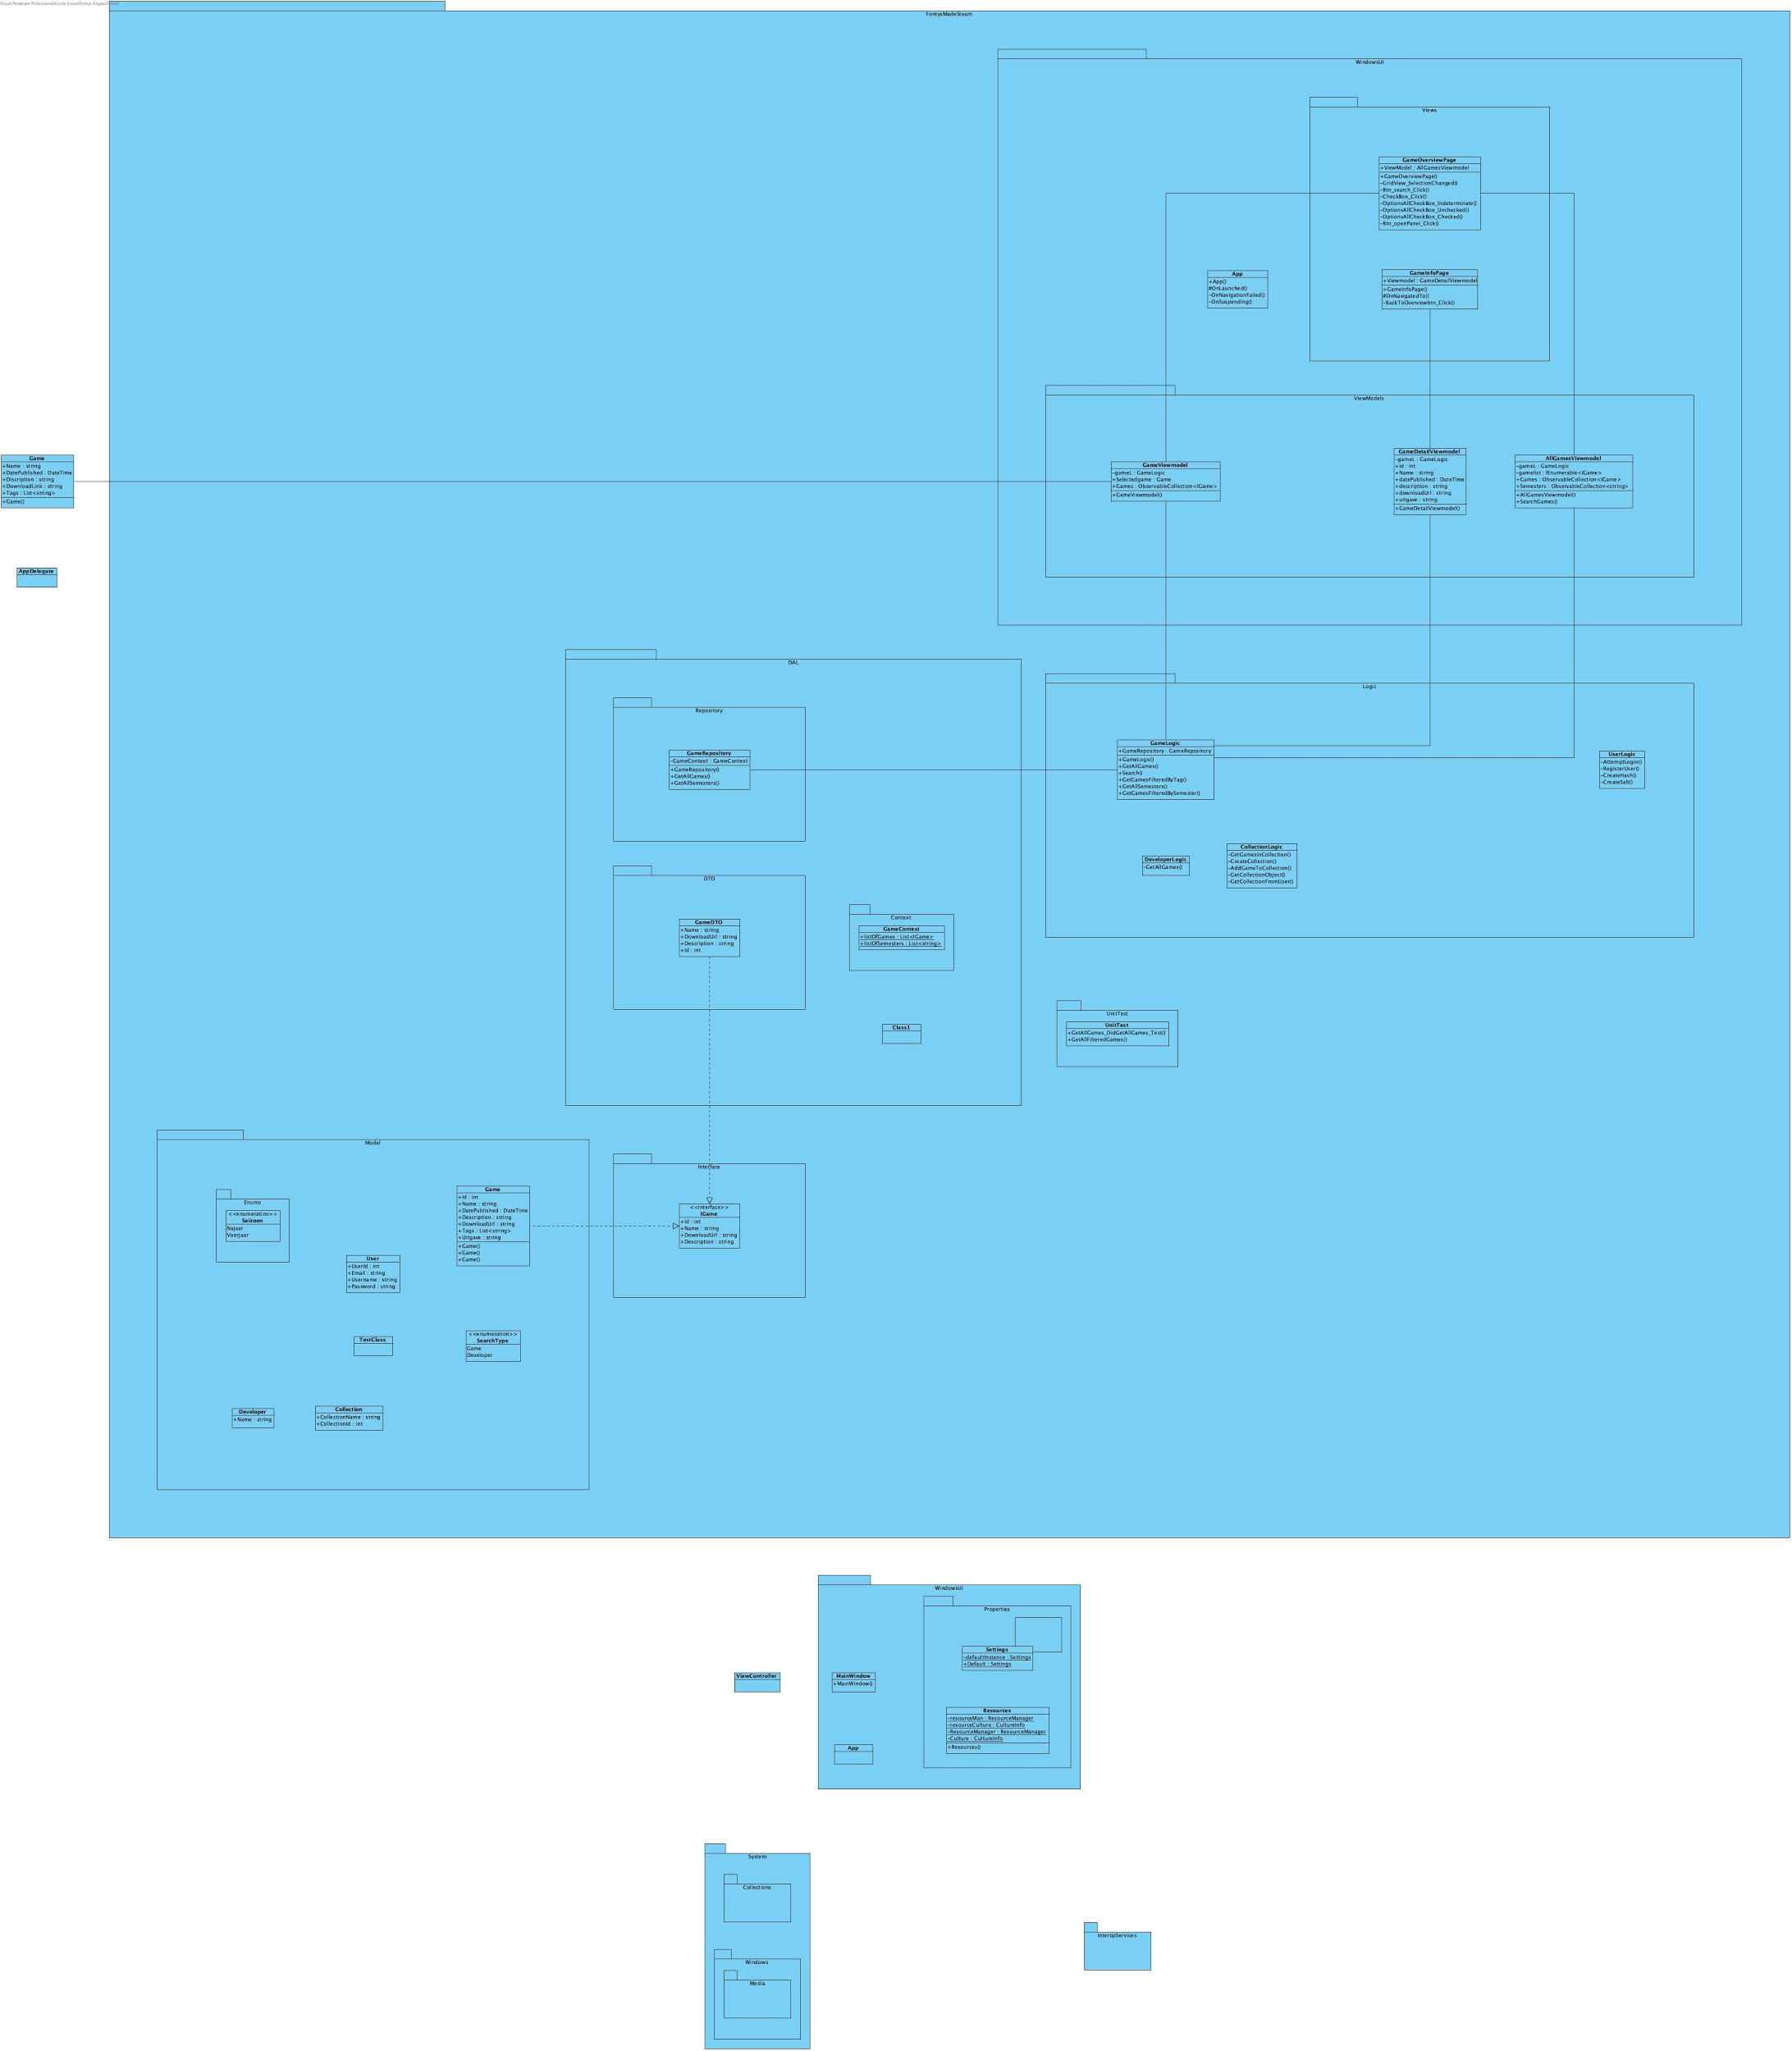 FontysMadeSteam
WindowsUI
Views
GameOverviewPage
+ViewModel : AllGamesViewmodel
+GameOverviewPage()
-GridView_SelectionChanged()
-Btn_search_Click()
-CheckBox_Click()
-OptionsAllCheckBox_Indeterminate()
-OptionsAllCheckBox_Unchecked()
-OptionsAllCheckBox_Checked()
-Btn_openPanel_Click()
App
+App()
#OnLaunched()
-OnNavigationFailed()
-OnSuspending()
GameInfoPage
+Viewmodel : GameDetailViewmodel
+GameInfoPage()
#OnNavigatedTo()
-BackToOverviewbtn_Click()
ViewModels
Game
+Name : string
+DatePublished : DateTime
+Discription : string
+DownloadLink : string
+Tags : List<string>
+Game()
GameViewmodel
-gameL : GameLogic
+Selectedgame : Game
+Games : ObservableCollection<IGame>
+GameViewmodel()
GameDetailViewmodel
-gameL : GameLogic
+id : int
+Name : string
+datePublished : DateTime
+description : string
+downloadUrl : string
+uitgave : string
+GameDetailViewmodel()
AllGamesViewmodel
-gameL : GameLogic
-gamelist : IEnumerable<IGame>
+Games : ObservableCollection<IGame>
+Semesters : ObservableCollection<string>
+AllGamesViewmodel()
+SearchGames()
AppDelegate
DAL
Repository
GameRepository
-GameContext : GameContext
+GameRepository()
+GetAllGames()
+GetAllSemesters()
Logic
GameLogic
+GameRepository : GameRepository
+GameLogic()
+GetAllGames()
+Search()
+GetGamesFilteredByTag()
+GetAllSemesters()
+GetGamesFilteredBySemester()
UserLogic
-AttemptLogin()
-RegisterUser()
-CreateHash()
-CreateSalt()
DeveloperLogic
-GetAllGames()
CollectionLogic
-GetGamesInCollection()
-CreateCollection()
-AddGameToCollection()
-GetCollectionObject()
-GetCollectionFromUser()
DTO
GameDTO
+Name : string
+DownloadUrl : string
+Description : string
+Id : int
Context
GameContext
+listOfGames : List<IGame>
+listOfSemesters : List<string>
Class1
UnitTest
UnitTest
+GetAllGames_DidGetAllGames_Test()
+GetAllFilteredGames()
Model
Enums
<<enumeration>>
Seizoen
Najaar
Voorjaar
Game
+Id : int
+Name : string
+DatePublished : DateTime
+Description : string
+DownloadUrl : string
+Tags : List<string>
+Uitgave : string
+Game()
+Game()
+Game()
User
+UserId : int
+Email : string
+Username : string
+Password : string
TestClass
<<enumeration>>
SearchType
Game
Developer
Developer
+Name : string
Collection
+CollectionName : string
+CollectionId : int
Interface
<<Interface>>
IGame
+Id : int
+Name : string
+DownloadUrl : string
+Description : string
WindowsUI
Properties
Settings
-defaultInstance : Settings
+Default : Settings
ViewController
MainWindow
+MainWindow()
Resources
-resourceMan : ResourceManager
-resourceCulture : CultureInfo
-ResourceManager : ResourceManager
-Culture : CultureInfo
+Resources()
App
System
Collections
Windows
Media
InteropServices